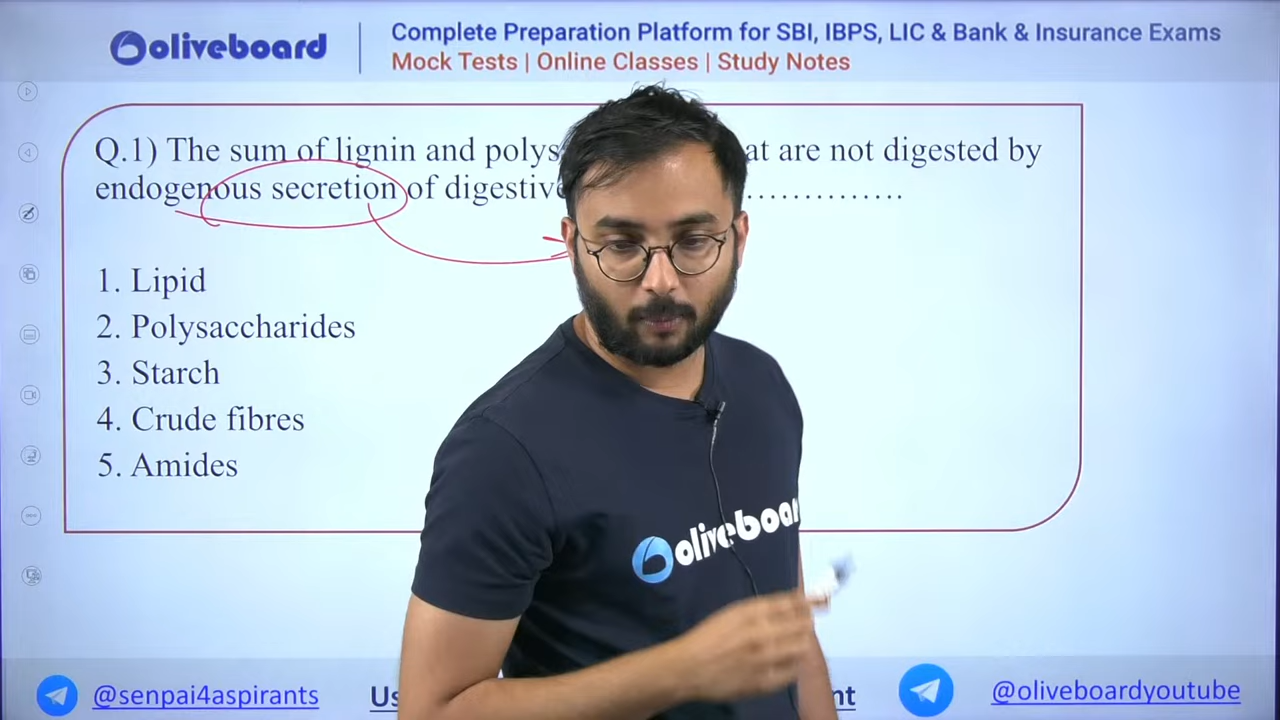 oliveboard
Complete Preparation Platform for SBI, IBPS, LIC & Bank & Insurance Exams
Mock Tests | Online Classes | Study Notes
Q.1) The sum of lignin and at are not digested by
endogenous secretion of ...............
1. Lipid
2. Polysaccharides
3. Starch
4. Crude fibres
5. Amides
oliveboar
@senpai4aspirants
@oliveboardyoutube